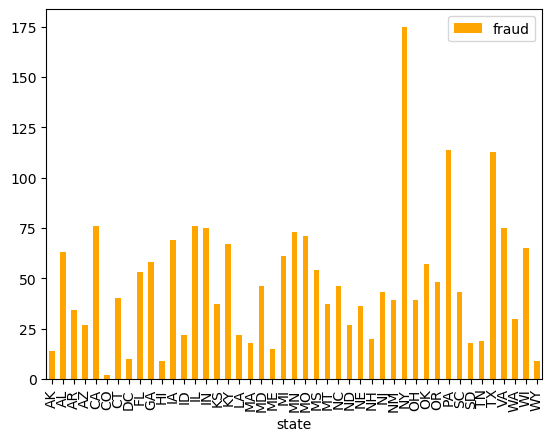 fraud
175
150
125
100
75
50
25
0
AK AL AR AZ CA CO CT DC FL GA HI IA ID IL IN KS KY LA MA MD ME MI MN MO MS MT NC ND NE NH NJ NM NY OH OK OR PA SC SD TN TX VA WA WI WY
state